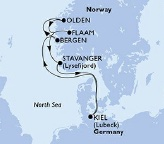 Norway
OLDEN
FLAAM
BERGEN
STAVANGER
(Lysefjord)
North Sea
KIEL
(Lubeck)
Germany